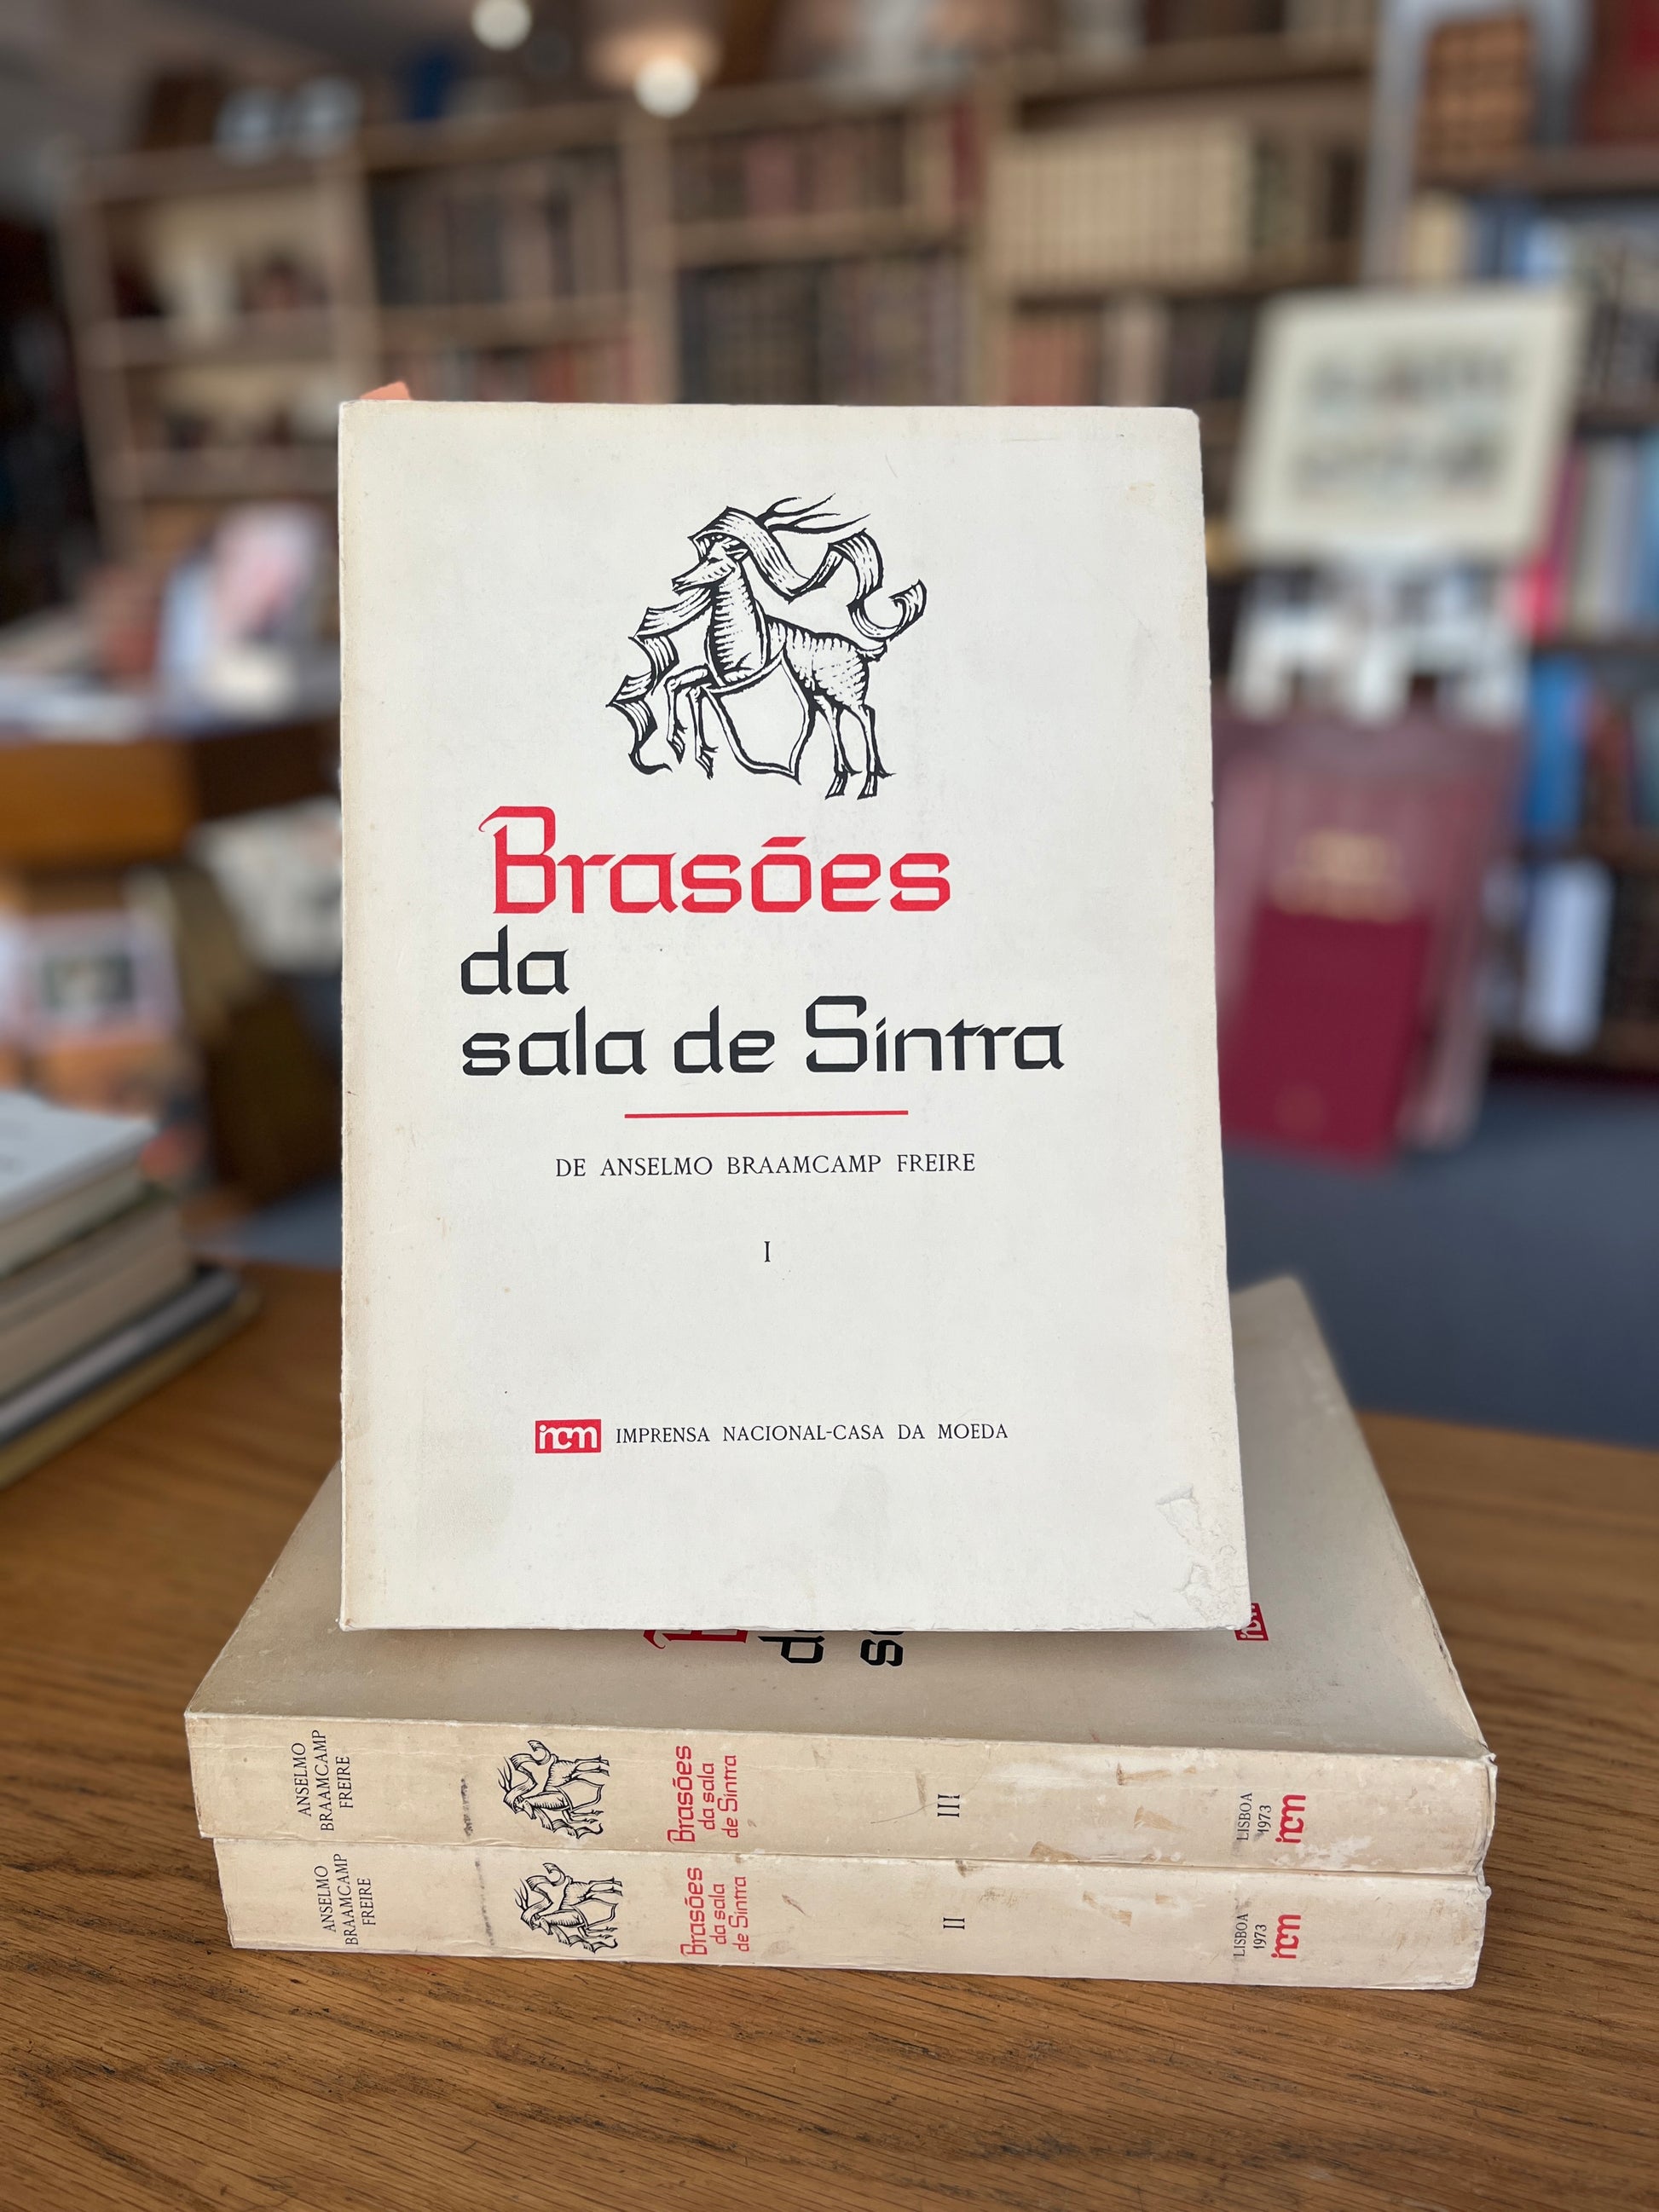 Brasões
da
sala de Sintra
DE ANSELMO BRAAMCAMP FREIRE
I
incm IMPRENSA NACIONAL-CASA DA MOEDA
ANSELMO
BRAAMCAMP
FREIRE
Brasões
da sala
de Sintra
III
LISBOA
1973
incm
ANSELMO
BRAAMCAMP
FREIRE
Brasões
da sala
de Sintra
II
LISBOA
1973
incm